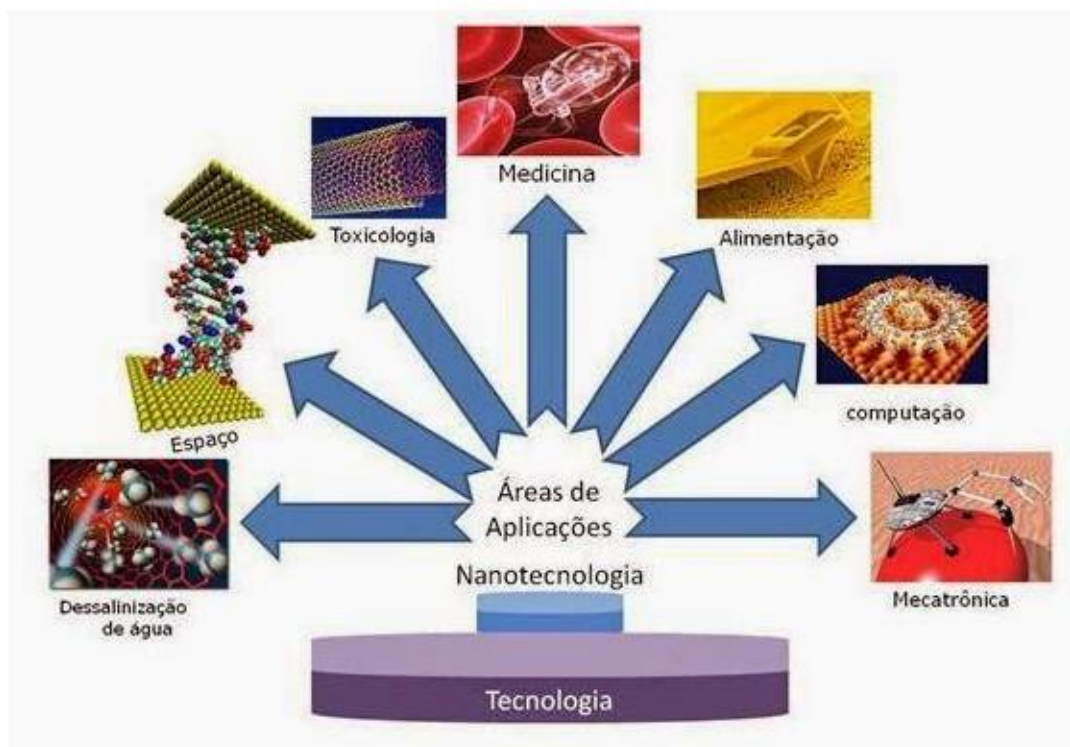 Medicina
Toxicologia
Alimentação
computação
Espaço
Áreas de
Aplicações
Nanotecnologia
Dessalinização
de água
Mecatrônica
Tecnologia